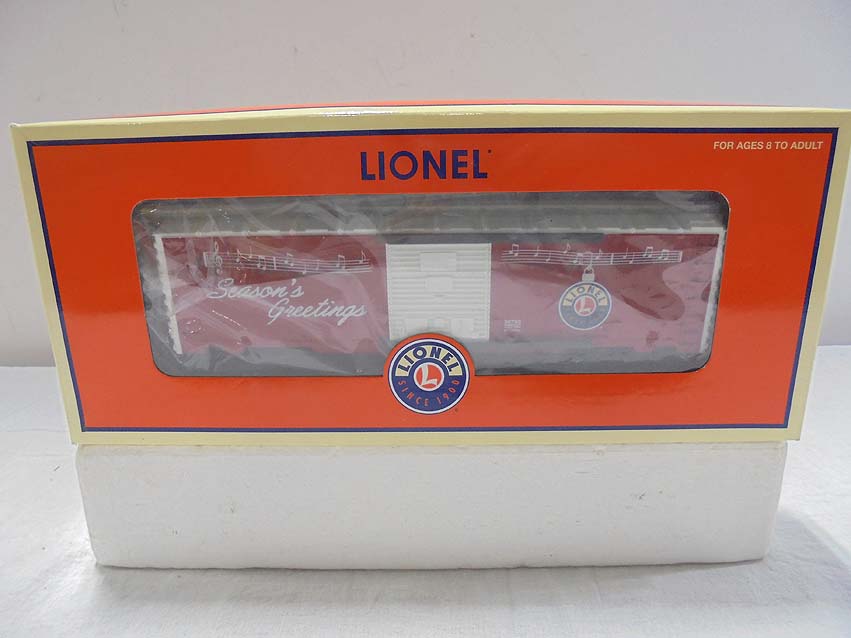 LIONEL
FOR AGES 8 TO ADULT
Season's
Greetings
LIONEL
LIONEL
L
SINCE 1900